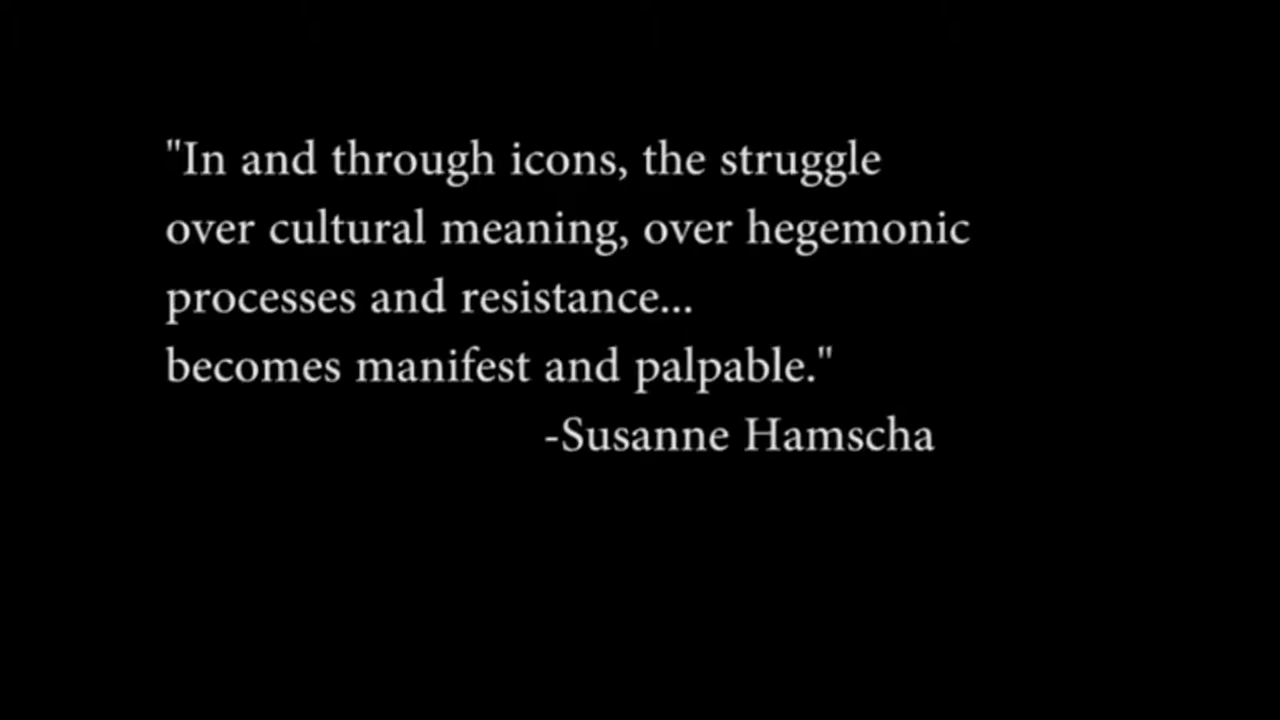 "In and through icons, the struggle
over cultural meaning, over hegemonic
processes and resistance...
becomes manifest and palpable."
-Susanne Hamscha